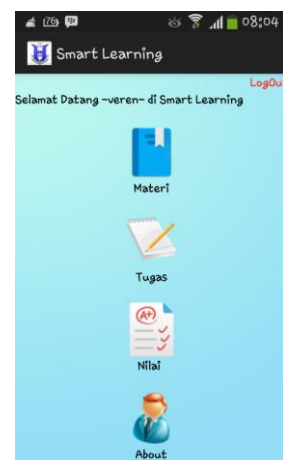 08:04
Smart Learning
LogOu
Selamat Datang -veren- di Smart Learning
Materi
Tugas
A+
Nilai
About